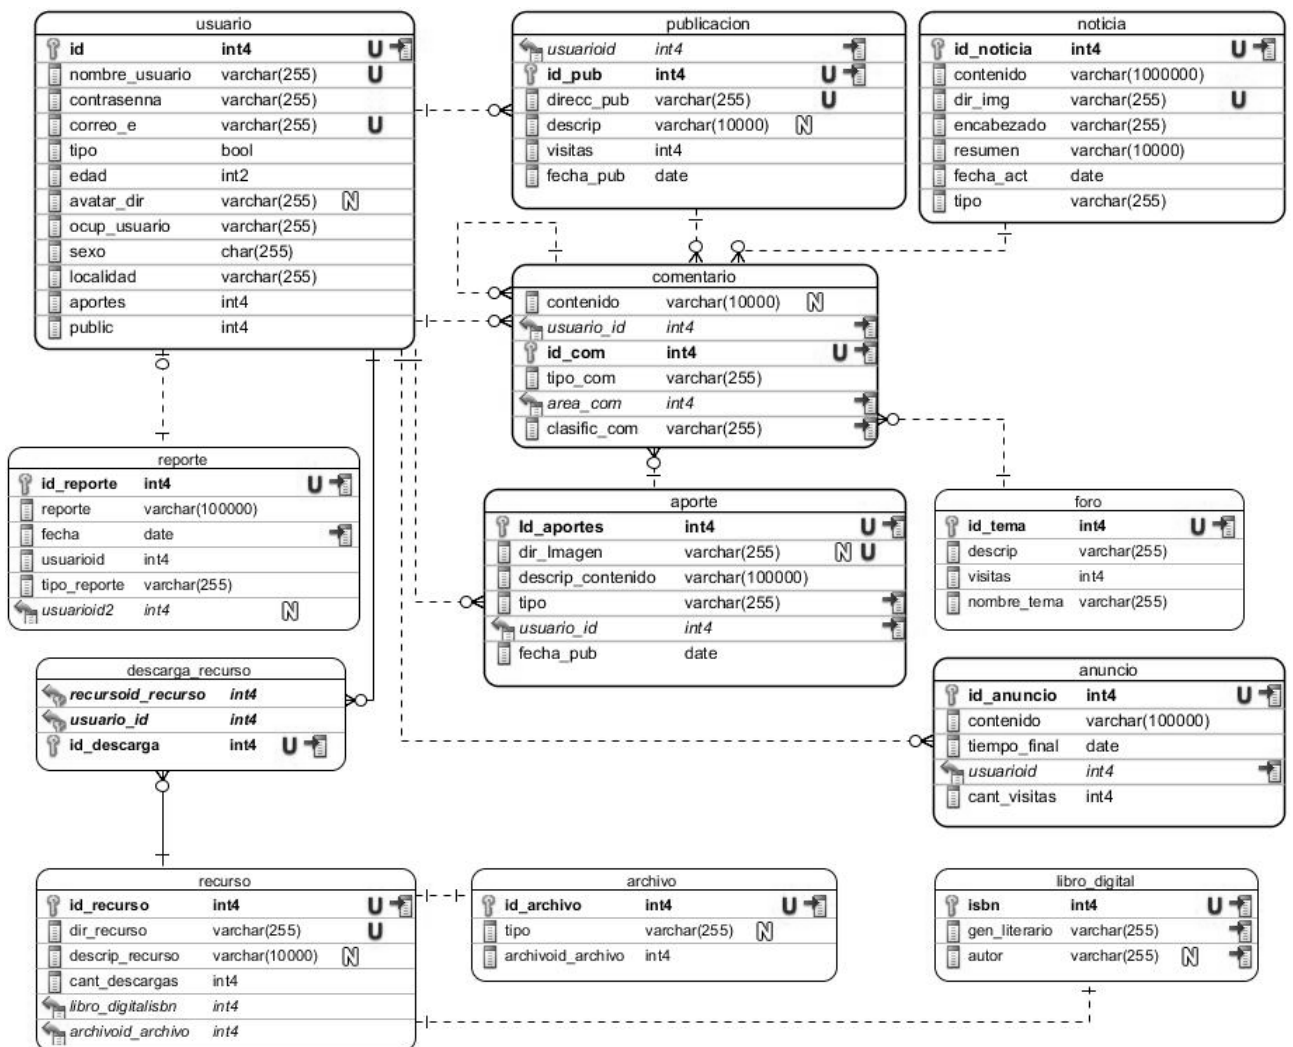 usuario
id int4 U
nombre_usuario varchar(255) U
contrasenna varchar(255)
correo_e varchar(255) U
tipo bool
edad int2
avatar_dir varchar(255) N
ocup_usuario varchar(255)
sexo char(255)
localidad varchar(255)
aportes int4
public int4
publicacion
usuarioid int4
id_pub int4 U
direcc_pub varchar(255) U
descrip varchar(10000) N
visitas int4
fecha_pub date
noticia
id_noticia int4 U
contenido varchar(1000000)
dir_img varchar(255) U
encabezado varchar(255)
resumen varchar(10000)
fecha_act date
tipo varchar(255)
comentario
contenido varchar(10000) N
usuario_id int4
id_com int4 U
tipo_com varchar(255)
area_com int4
clasific_com varchar(255)
reporte
id_reporte int4 U
reporte varchar(100000)
fecha date
usuarioid int4
tipo_reporte varchar(255)
usuarioid2 int4 N
aporte
Id_aportes int4 U
dir_Imagen varchar(255) N U
descrip_contenido varchar(100000)
tipo varchar(255)
usuario_id int4
fecha_pub date
foro
id_tema int4 U
descrip varchar(255)
visitas int4
nombre_tema varchar(255)
descarga_recurso
recursoid_recurso int4
usuario_id int4
id_descarga int4 U
anuncio
id_anuncio int4 U
contenido varchar(100000)
tiempo_final date
usuarioid int4
cant_visitas int4
recurso
id_recurso int4 U
dir_recurso varchar(255) U
descrip_recurso varchar(10000) N
cant_descargas int4
libro_digitalisbn int4
archivoid_archivo int4
archivo
id_archivo int4 U
tipo varchar(255) N
archivoid_archivo int4
libro_digital
isbn int4 U
gen_literario varchar(255)
autor varchar(255) N